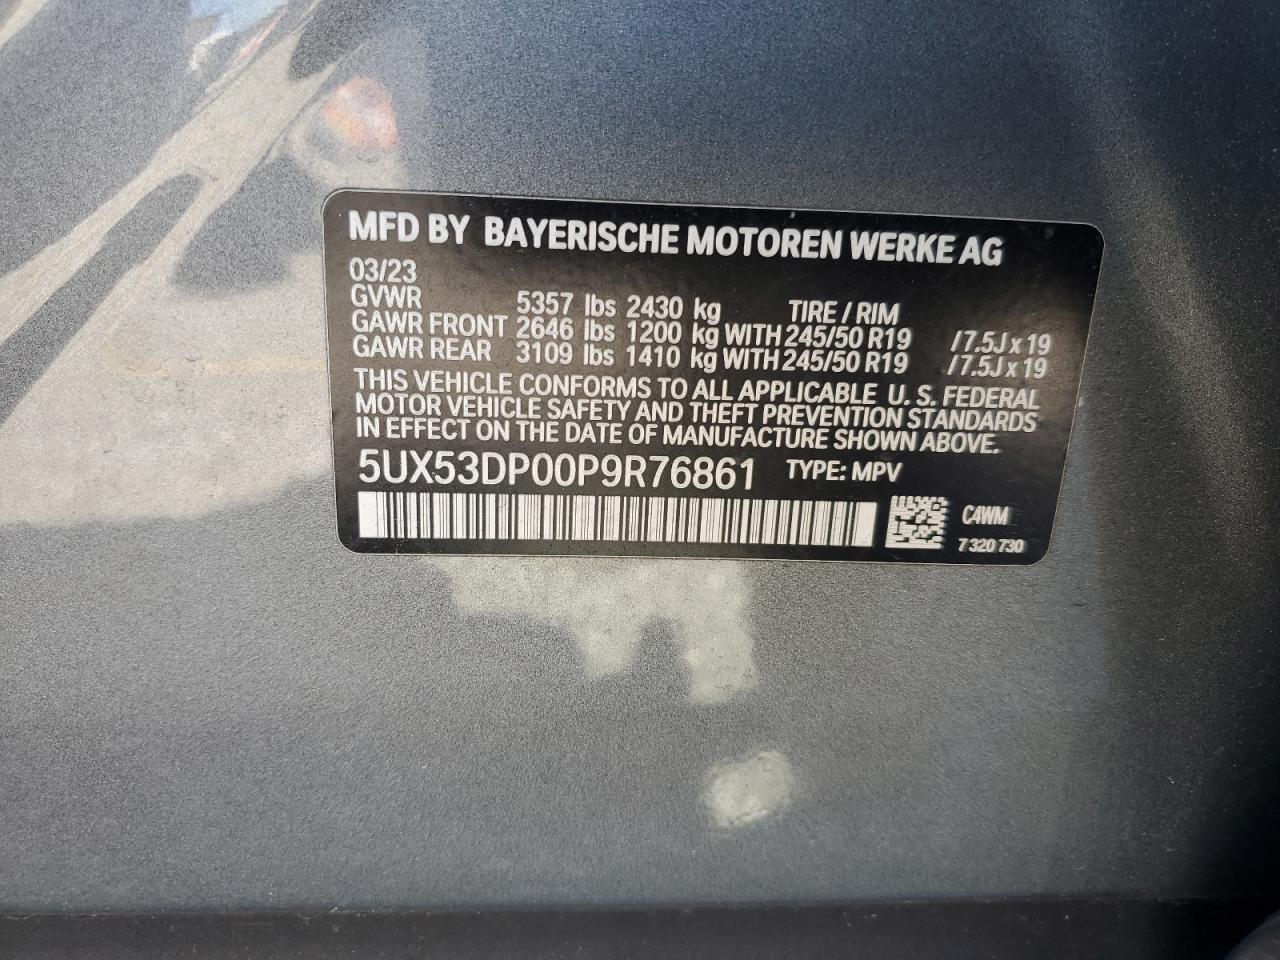 MFD BY BAYERISCHE MOTOREN WERKE AG
03/23
GVWR 5357 lbs 2430 kg TIRE / RIM
GAWR FRONT 2646 lbs 1200 kg WITH 245/50 R19 /7.5J x 19
GAWR REAR 3109 lbs 1410 kg WITH 245/50 R19 /7.5J x 19
THIS VEHICLE CONFORMS TO ALL APPLICABLE U. S. FEDERAL
MOTOR VEHICLE SAFETY AND THEFT PREVENTION STANDARDS
IN EFFECT ON THE DATE OF MANUFACTURE SHOWN ABOVE.
5UX53DP00P9R76861 TYPE: MPV
C4WM
7 320 730